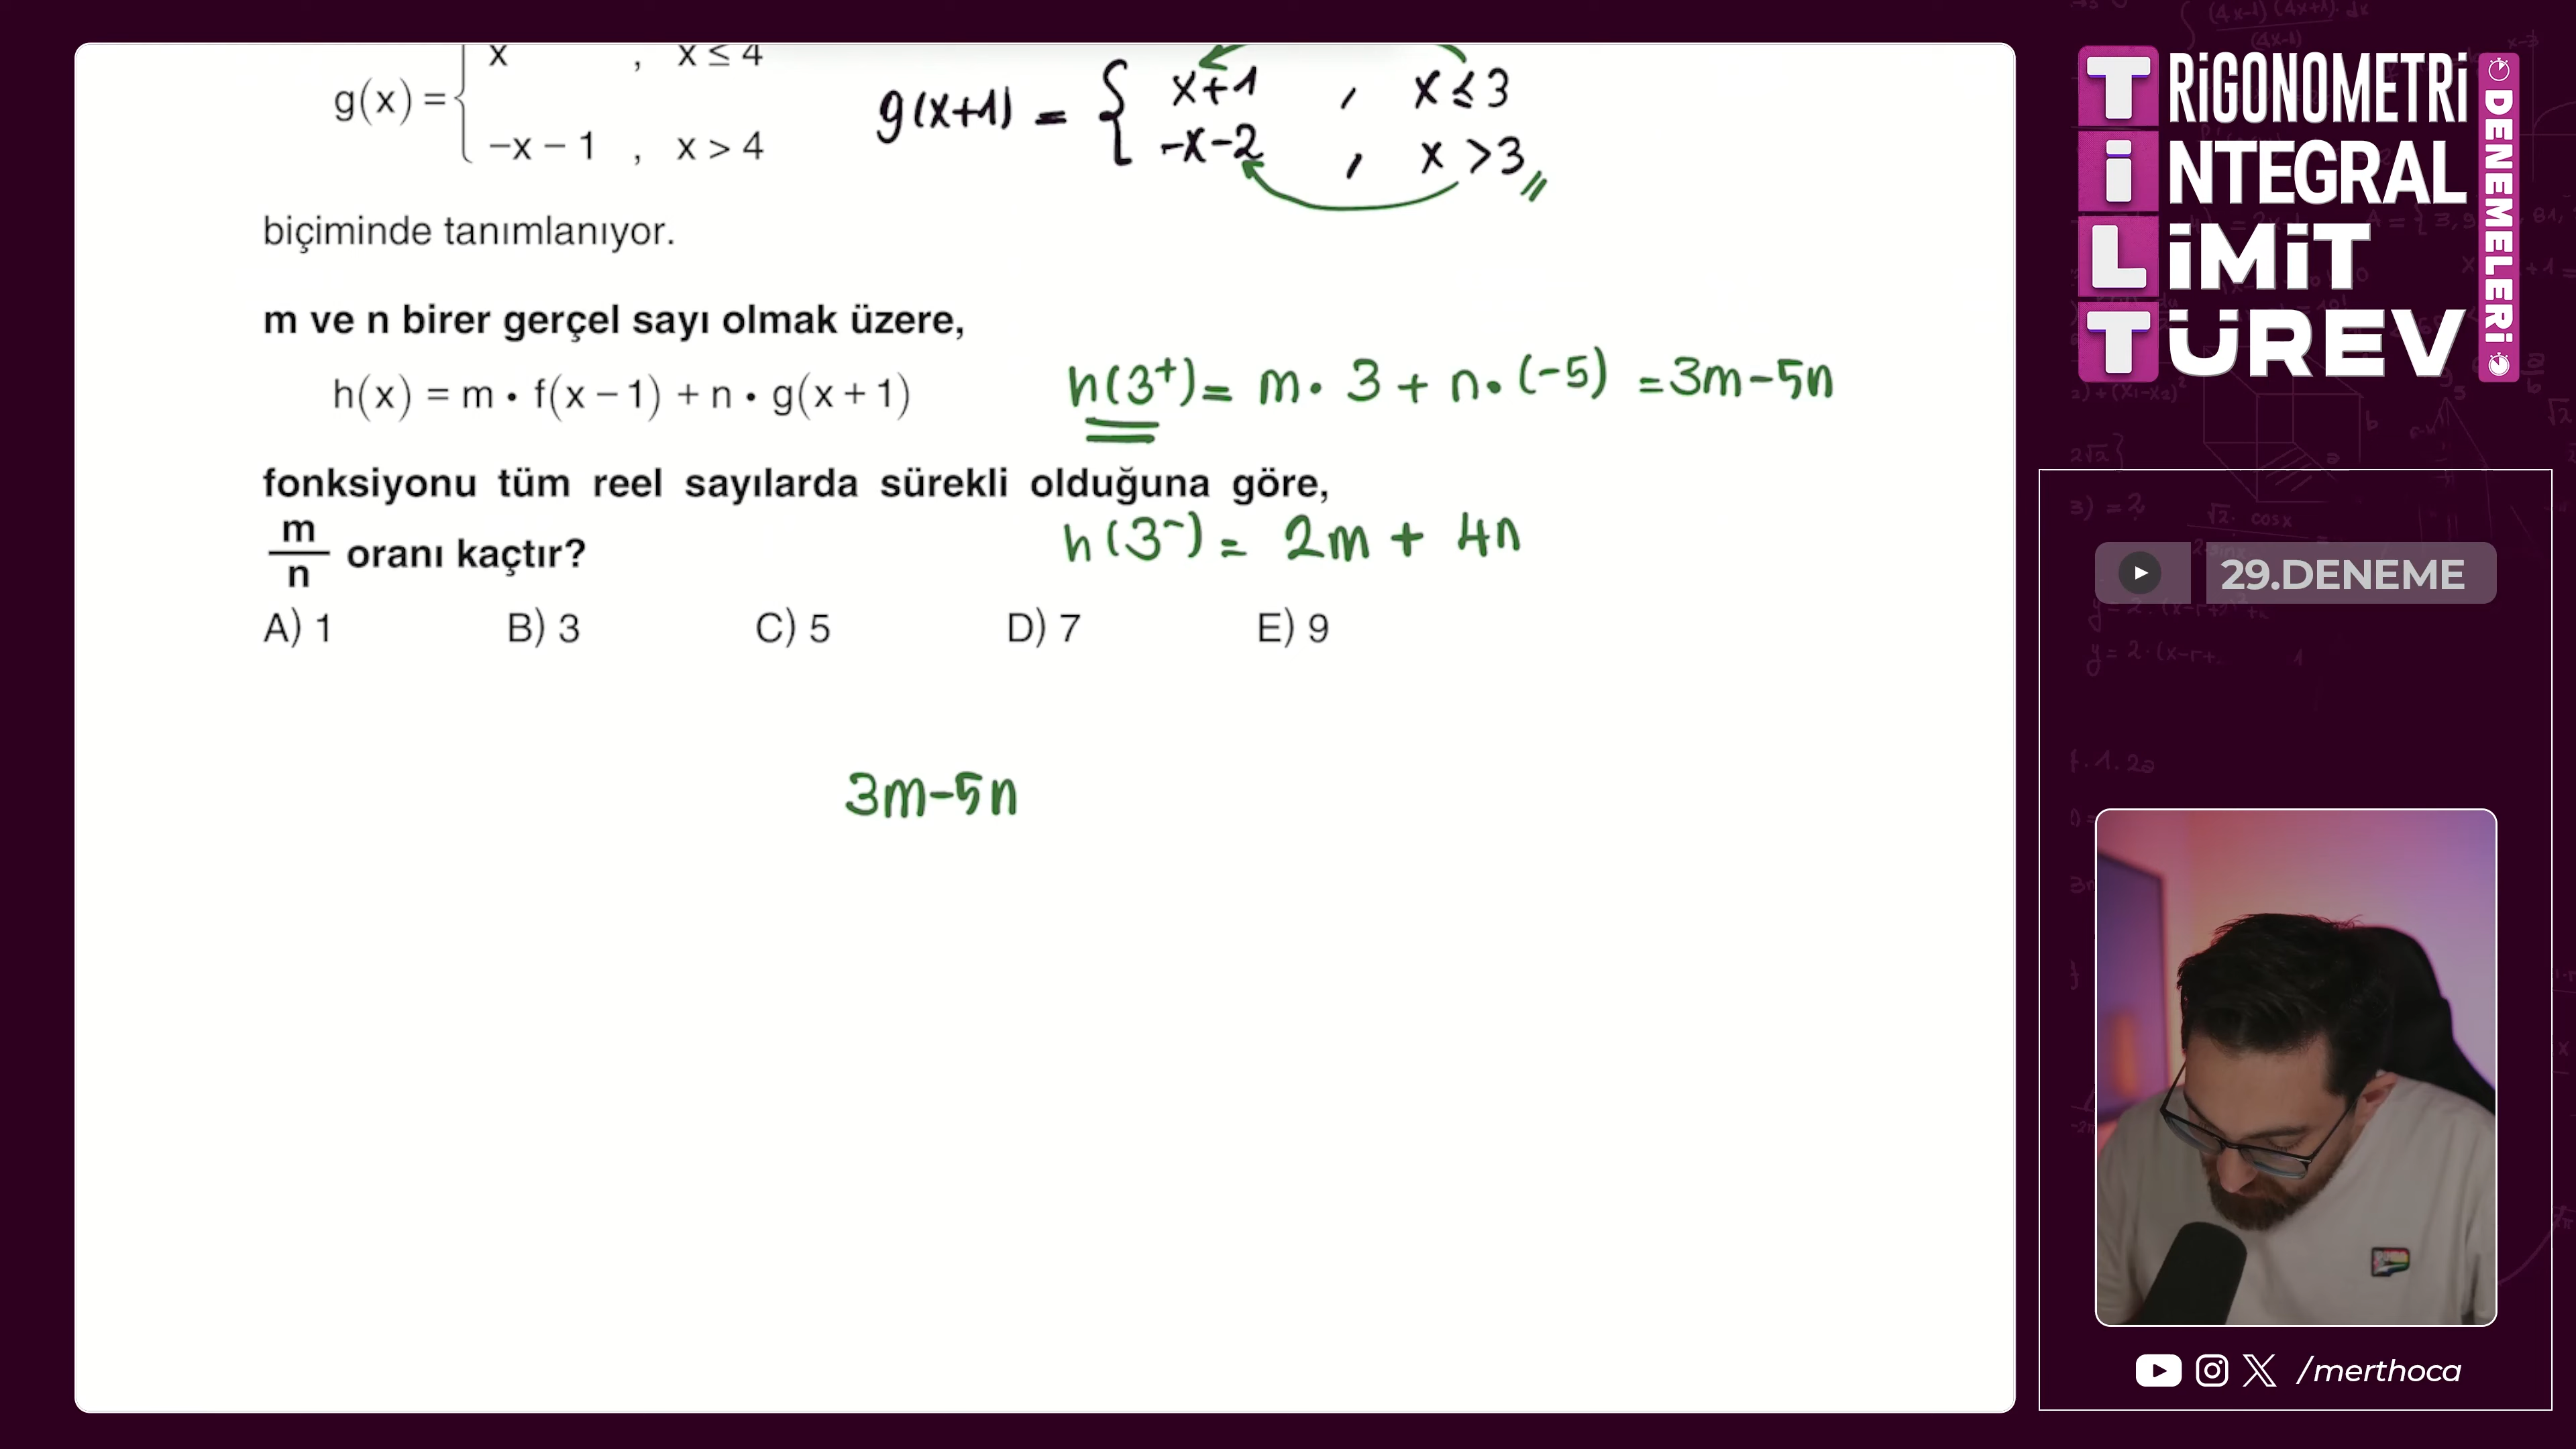 g(x) = { x , x ≤ 4
−x − 1 , x > 4
g(x+1) = { x+1 , x ≤ 3
-x-2 , x >3
biçiminde tanımlanıyor.
m ve n birer gerçel sayı olmak üzere,
h(x) = m • f(x − 1) + n • g(x + 1)
h(3⁺) = m • 3 + n • (-5) = 3m-5n
fonksiyonu tüm reel sayılarda sürekli olduğuna göre,
m/n oranı kaçtır?
h(3⁻) = 2m + 4n
A) 1 B) 3 C) 5 D) 7 E) 9
3m-5n
TRiGONOMETRi
iNTEGRAL
LiMiT
TÜREV
DENEMELERi
29.DENEME
/merthoca